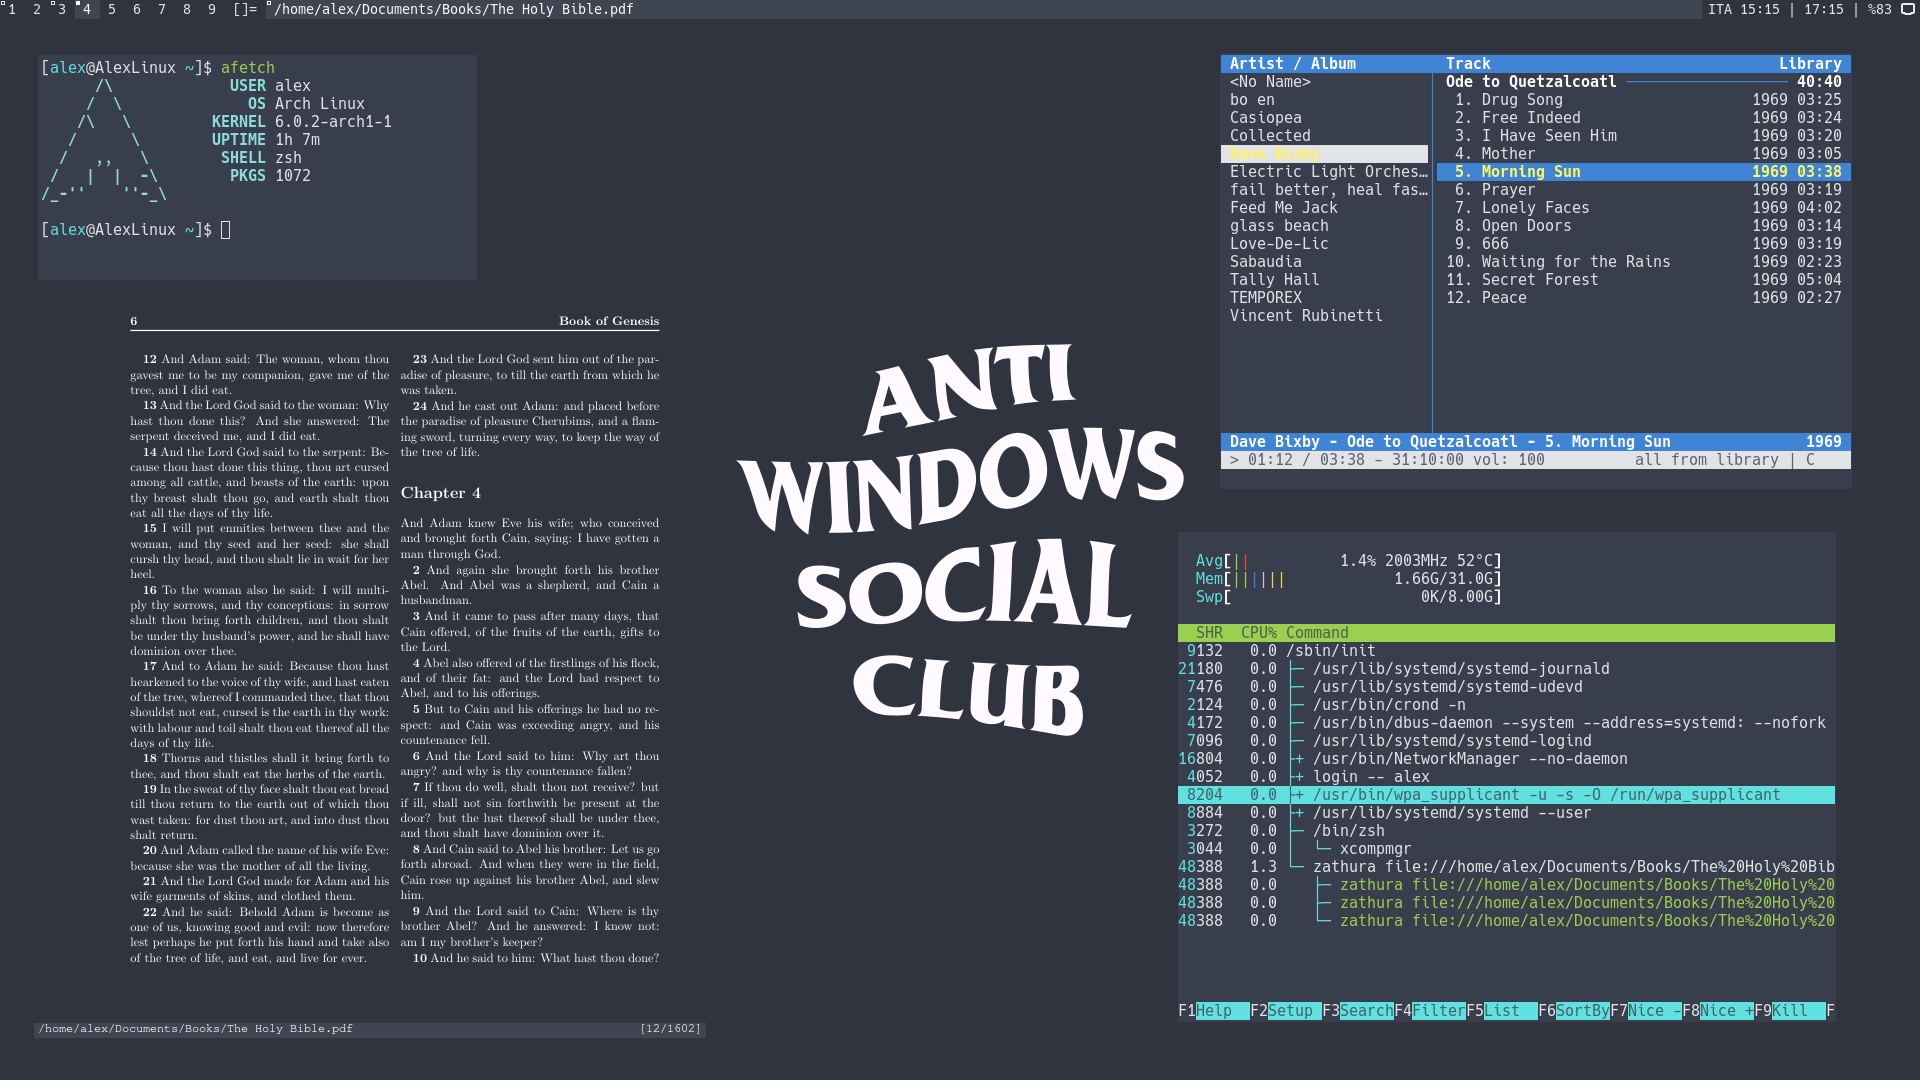 1 2 3 4 5 6 7 8 9 []= /home/alex/Documents/Books/The Holy Bible.pdf
ITA 15:15 | 17:15 | %83
[alex@AlexLinux ~]$ afetch
USER alex
OS Arch Linux
KERNEL 6.0.2-arch1-1
UPTIME 1h 7m
SHELL zsh
PKGS 1072
[alex@AlexLinux ~]$
6 Book of Genesis
12 And Adam said: The woman, whom thou
gavest me to be my companion, gave me of the
tree, and I did eat.
13 And the Lord God said to the woman: Why
hast thou done this? And she answered: The
serpent deceived me, and I did eat.
14 And the Lord God said to the serpent: Be-
cause thou hast done this thing, thou art cursed
among all cattle, and beasts of the earth: upon
thy breast shalt thou go, and earth shalt thou
eat all the days of thy life.
15 I will put enmities between thee and the
woman, and thy seed and her seed: she shall
cursh thy head, and thou shalt lie in wait for her
heel.
16 To the woman also he said: I will multi-
ply thy sorrows, and thy conceptions: in sorrow
shalt thou bring forth children, and thou shalt
be under thy husband's power, and he shall have
dominion over thee.
17 And to Adam he said: Because thou hast
hearkened to the voice of thy wife, and hast eaten
of the tree, whereof I commanded thee, that thou
shouldst not eat, cursed is the earth in thy work:
with labour and toil shalt thou eat thereof all the
days of thy life.
18 Thorns and thistles shall it bring forth to
thee, and thou shalt eat the herbs of the earth.
19 In the sweat of thy face shalt thou eat bread
till thou return to the earth out of which thou
wast taken: for dust thou art, and into dust thou
shalt return.
20 And Adam called the name of his wife Eve:
because she was the mother of all the living.
21 And the Lord God made for Adam and his
wife garments of skins, and clothed them.
22 And he said: Behold Adam is become as
one of us, knowing good and evil: now therefore
lest perhaps he put forth his hand and take also
of the tree of life, and eat, and live for ever.
23 And the Lord God sent him out of the par-
adise of pleasure, to till the earth from which he
was taken.
24 And he cast out Adam: and placed before
the paradise of pleasure Cherubims, and a flam-
ing sword, turning every way, to keep the way of
the tree of life.
Chapter 4
And Adam knew Eve his wife; who conceived
and brought forth Cain, saying: I have gotten a
man through God.
2 And again she brought forth his brother
Abel. And Abel was a shepherd, and Cain a
husbandman.
3 And it came to pass after many days, that
Cain offered, of the fruits of the earth, gifts to
the Lord.
4 Abel also offered of the firstlings of his flock,
and of their fat: and the Lord had respect to
Abel, and to his offerings.
5 But to Cain and his offerings he had no re-
spect: and Cain was exceeding angry, and his
countenance fell.
6 And the Lord said to him: Why art thou
angry? and why is thy countenance fallen?
7 If thou do well, shalt thou not receive? but
if ill, shall not sin forthwith be present at the
door? but the lust thereof shall be under thee,
and thou shalt have dominion over it.
8 And Cain said to Abel his brother: Let us go
forth abroad. And when they were in the field,
Cain rose up against his brother Abel, and slew
him.
9 And the Lord said to Cain: Where is thy
brother Abel? And he answered: I know not:
am I my brother's keeper?
10 And he said to him: What hast thou done?
/home/alex/Documents/Books/The Holy Bible.pdf [12/1602]
ANTI
WINDOWS
SOCIAL
CLUB
Artist / Album
<No Name>
bo en
Casiopea
Collected
Dave Bixby
Electric Light Orches…
fail better, heal fas…
Feed Me Jack
glass beach
Love-De-Lic
Sabaudia
Tally Hall
TEMPOREX
Vincent Rubinetti
Track Library
Ode to Quetzalcoatl 40:40
1. Drug Song 1969 03:25
2. Free Indeed 1969 03:24
3. I Have Seen Him 1969 03:20
4. Mother 1969 03:05
5. Morning Sun 1969 03:38
6. Prayer 1969 03:19
7. Lonely Faces 1969 04:02
8. Open Doors 1969 03:14
9. 666 1969 03:19
10. Waiting for the Rains 1969 02:23
11. Secret Forest 1969 05:04
12. Peace 1969 02:27
Dave Bixby - Ode to Quetzalcoatl - 5. Morning Sun 1969
> 01:12 / 03:38 - 31:10:00 vol: 100 all from library | C
Avg[|| 1.4% 2003MHz 52°C]
Mem[|||||| 1.66G/31.0G]
Swp[ 0K/8.00G]
SHR CPU% Command
9132 0.0 /sbin/init
21180 0.0 ├─ /usr/lib/systemd/systemd-journald
7476 0.0 ├─ /usr/lib/systemd/systemd-udevd
2124 0.0 ├─ /usr/bin/crond -n
4172 0.0 ├─ /usr/bin/dbus-daemon --system --address=systemd: --nofork
7096 0.0 ├─ /usr/lib/systemd/systemd-logind
16804 0.0 ├+ /usr/bin/NetworkManager --no-daemon
4052 0.0 ├+ login -- alex
8204 0.0 ├+ /usr/bin/wpa_supplicant -u -s -O /run/wpa_supplicant
8884 0.0 ├+ /usr/lib/systemd/systemd --user
3272 0.0 ├─ /bin/zsh
3044 0.0 │ └─ xcompmgr
48388 1.3 └─ zathura file:///home/alex/Documents/Books/The%20Holy%20Bib
48388 0.0 ├─ zathura file:///home/alex/Documents/Books/The%20Holy%20
48388 0.0 ├─ zathura file:///home/alex/Documents/Books/The%20Holy%20
48388 0.0 └─ zathura file:///home/alex/Documents/Books/The%20Holy%20
F1Help F2Setup F3SearchF4FilterF5List F6SortByF7Nice -F8Nice +F9Kill F